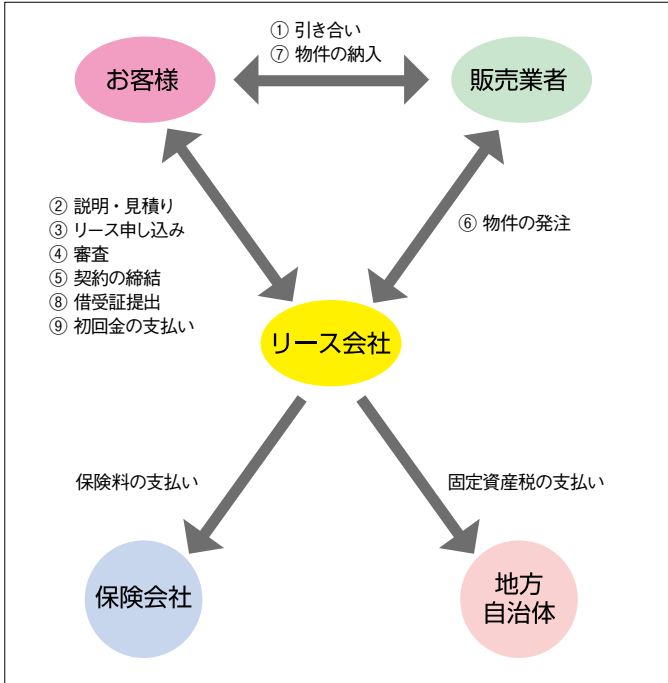 ① 引き合い
⑦ 物件の納入
お客様
販売業者
② 説明・見積り
③ リース申し込み
④ 審査
⑤ 契約の締結
⑧ 借受証提出
⑨ 初回金の支払い
⑥ 物件の発注
リース会社
保険料の支払い
固定資産税の支払い
保険会社
地方
自治体